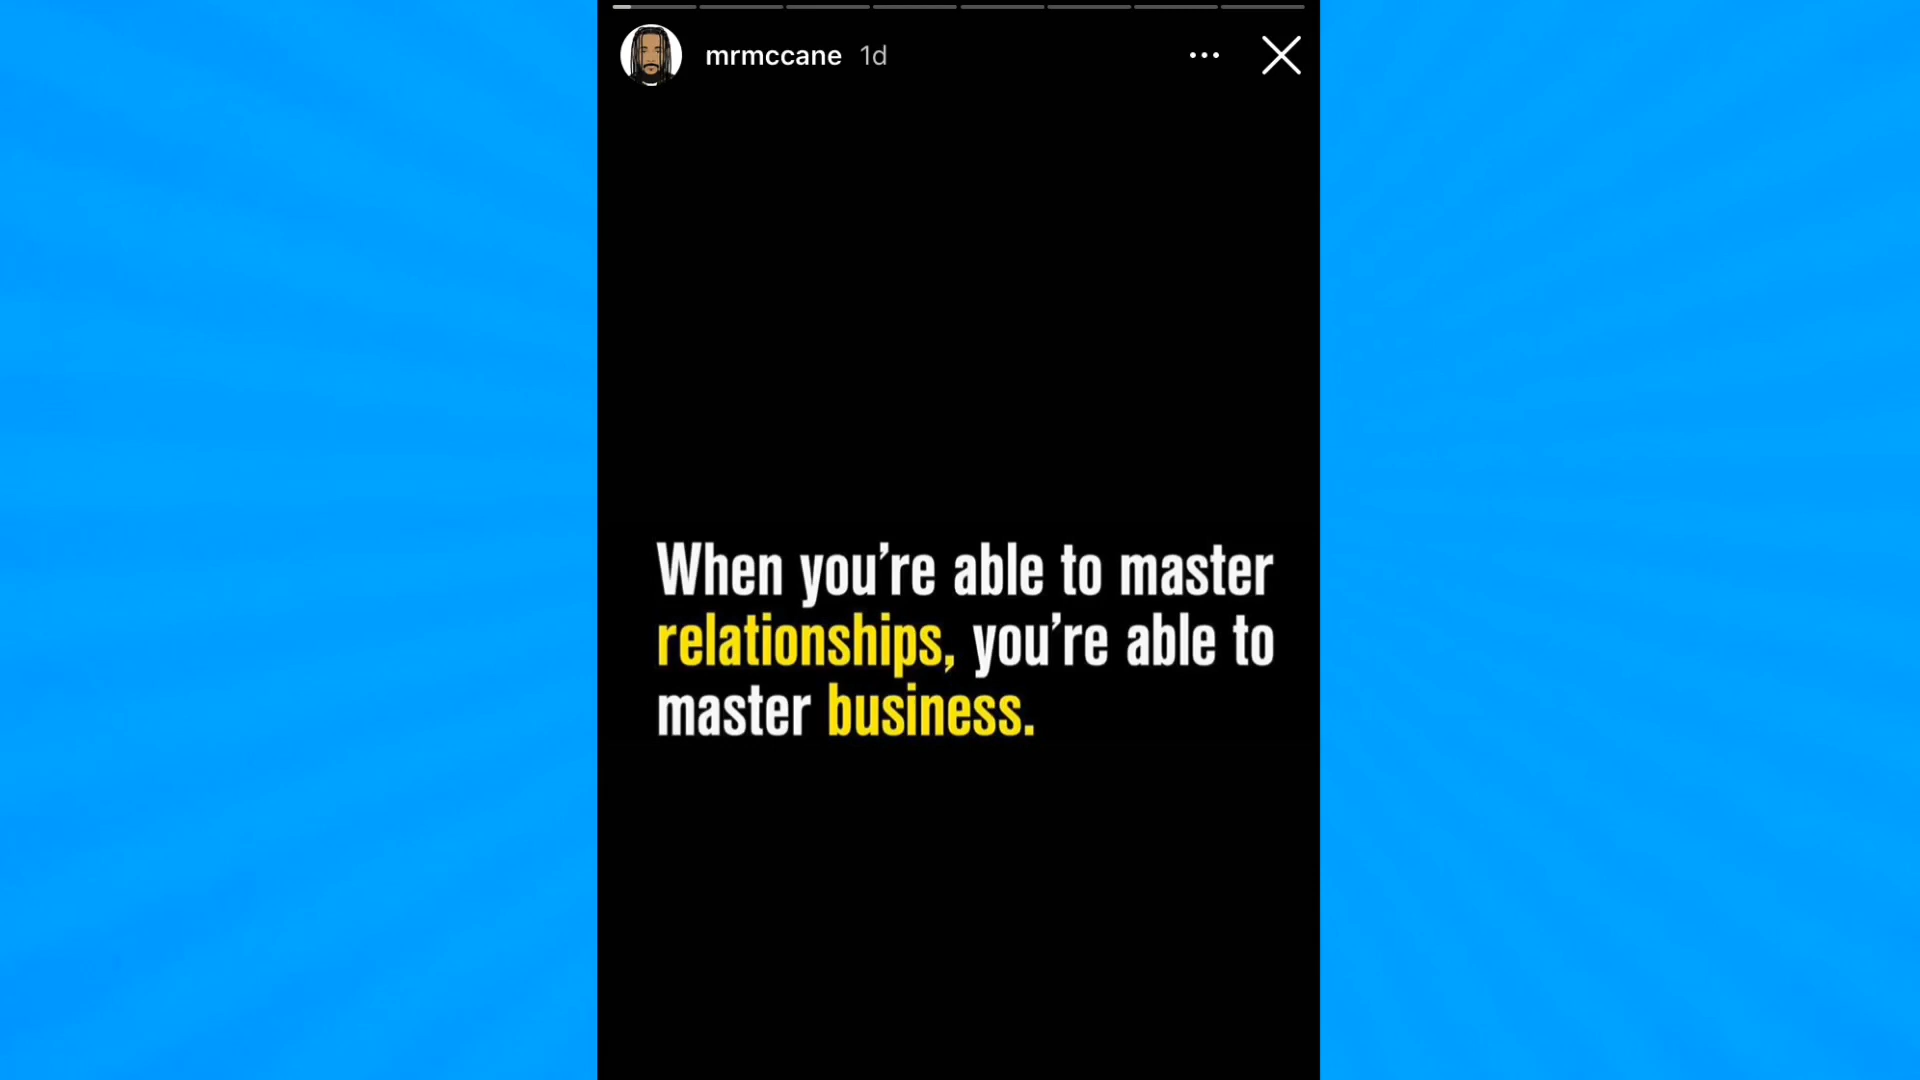 mrmccane 1d
When you’re able to master
relationships, you’re able to
master business.